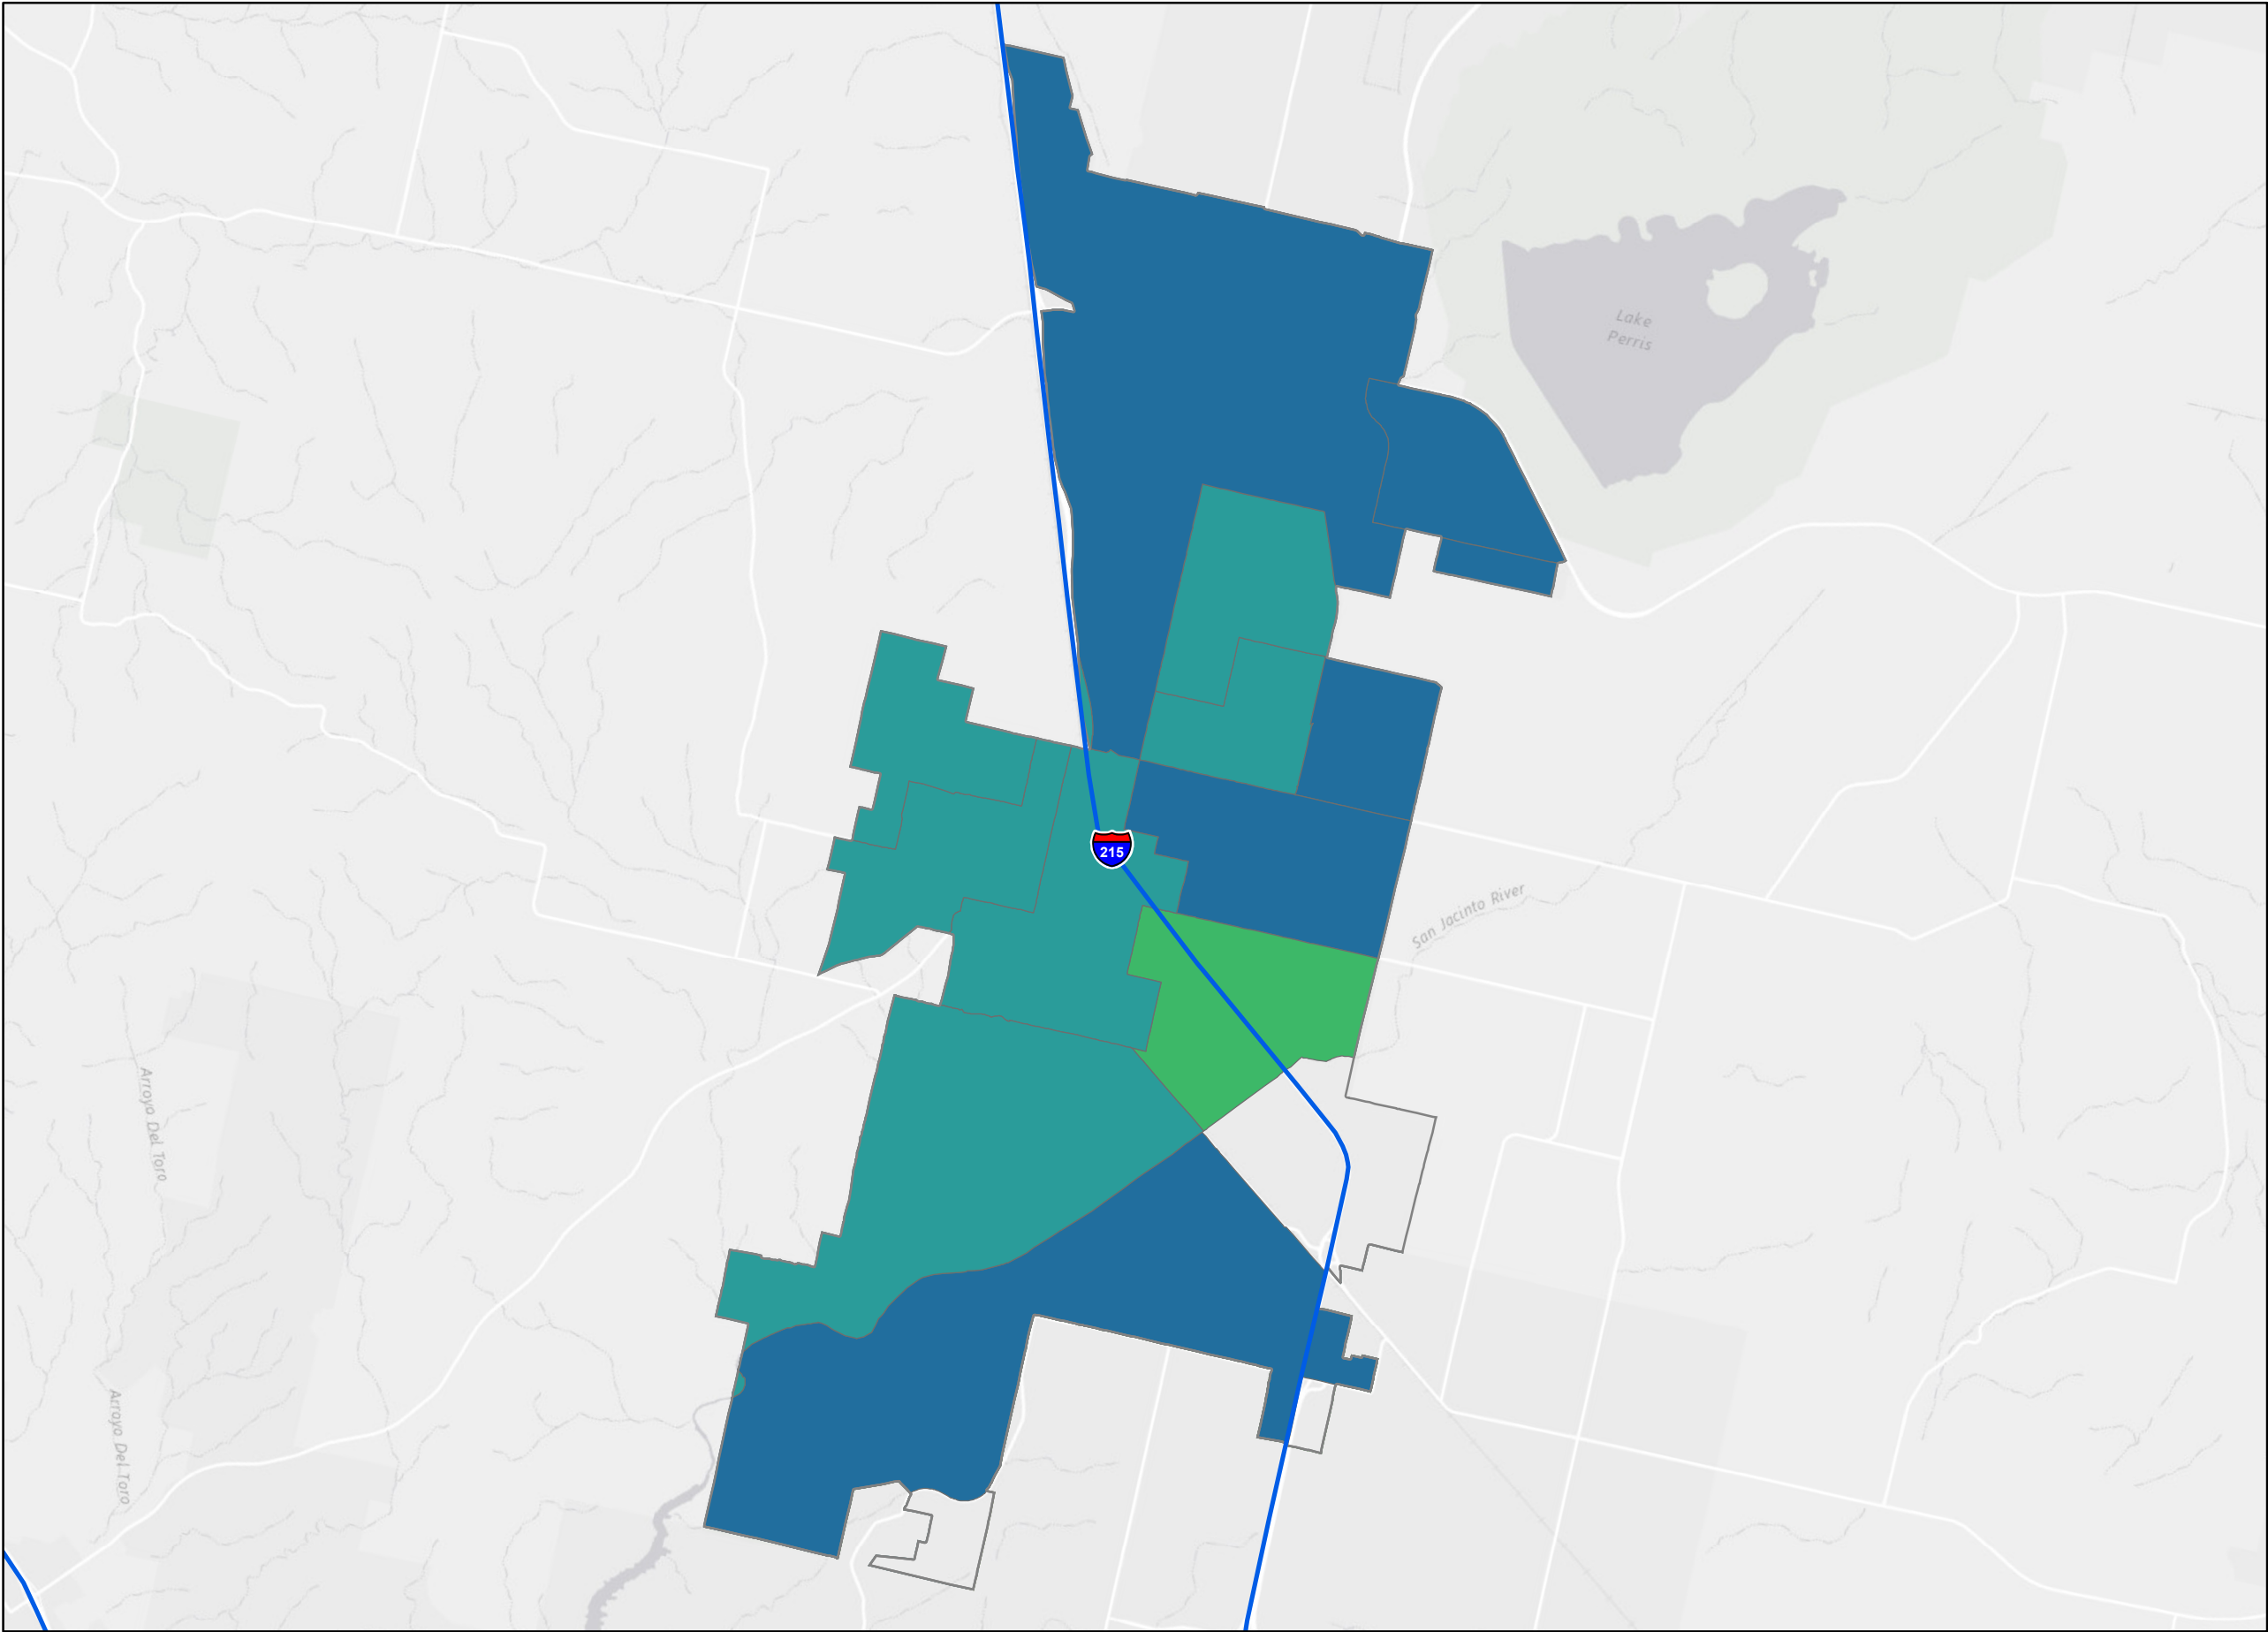 Lake
Perris
215
San Jacinto River
Arroyo Del Toro
Arroyo Del Toro